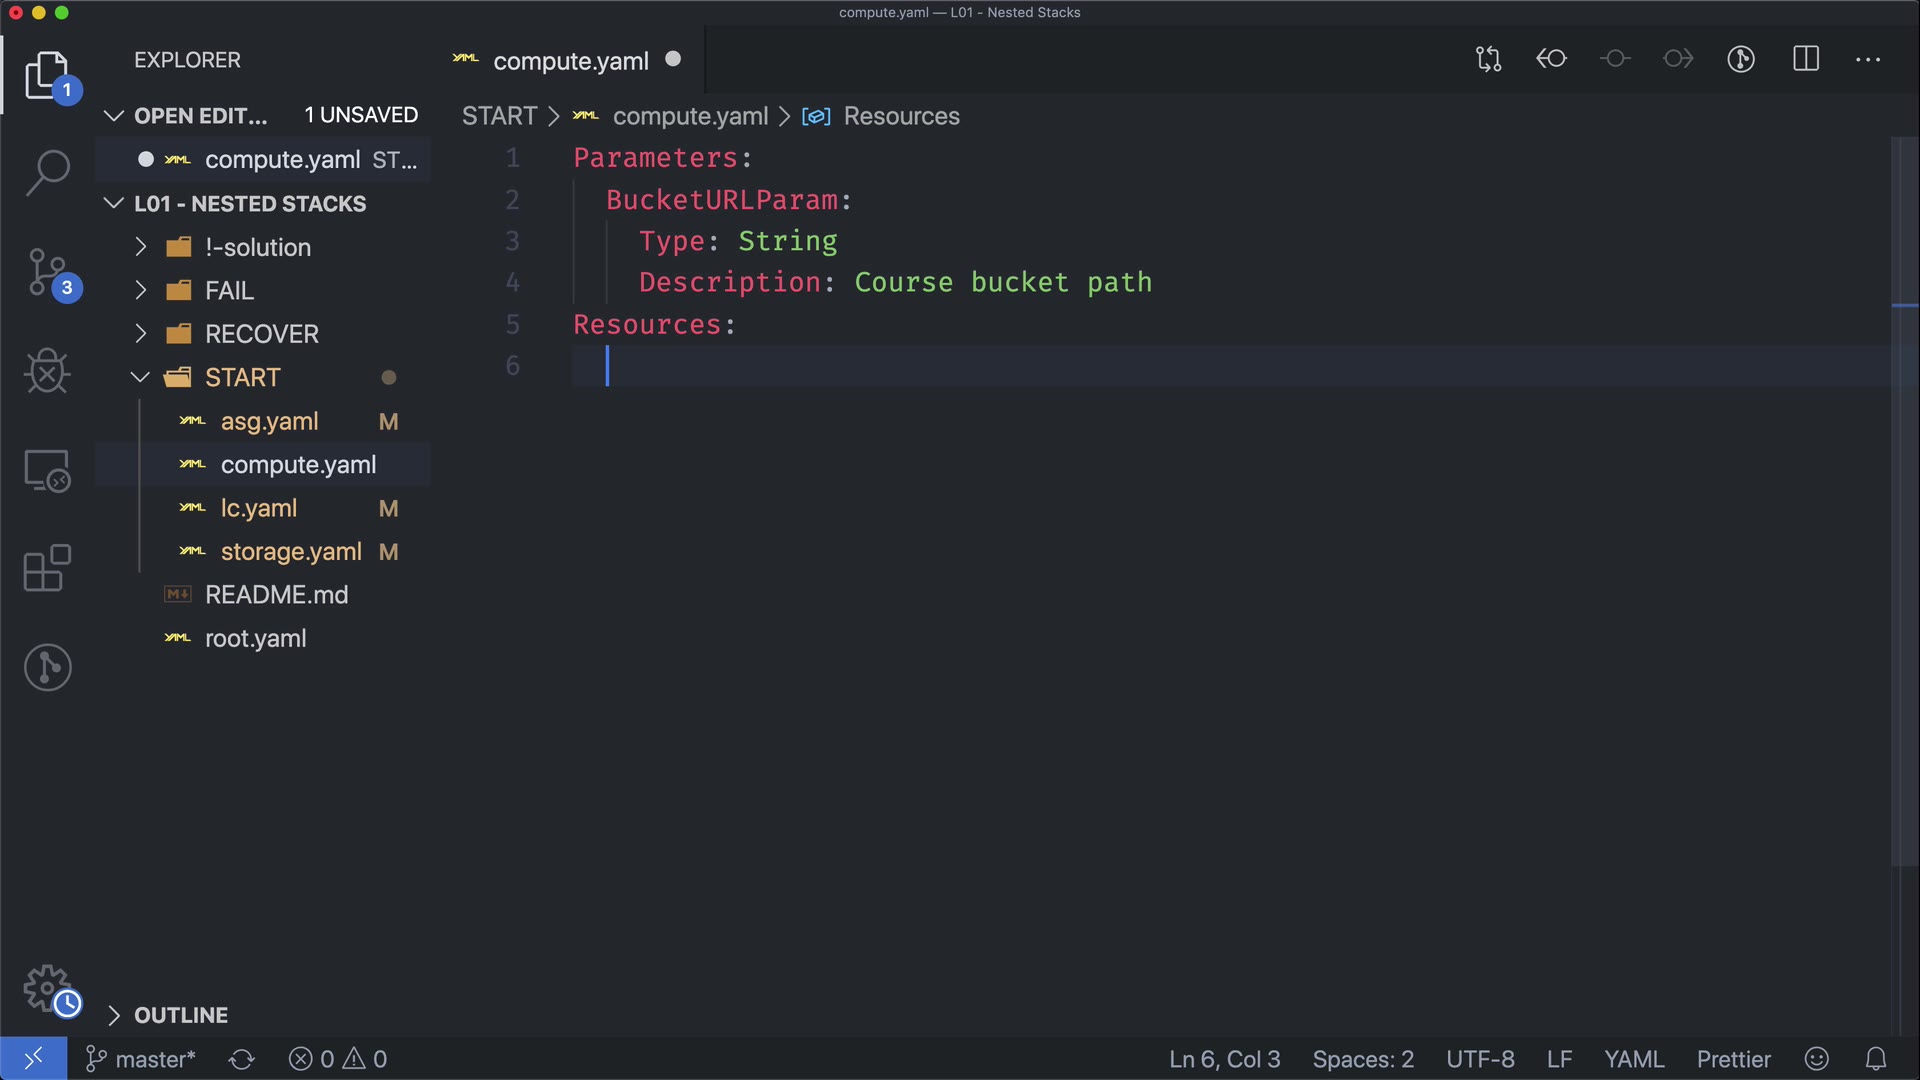 compute.yaml — L01 - Nested Stacks
EXPLORER
compute.yaml
1
OPEN EDIT... 1 UNSAVED
START > compute.yaml > Resources
compute.yaml ST...
L01 - NESTED STACKS
!-solution
FAIL
3
RECOVER
START
asg.yaml M
compute.yaml
lc.yaml M
storage.yaml M
README.md
root.yaml
1 Parameters:
2 BucketURLParam:
3 Type: String
4 Description: Course bucket path
5 Resources:
6
OUTLINE
master* 0 0 Ln 6, Col 3 Spaces: 2 UTF-8 LF YAML Prettier